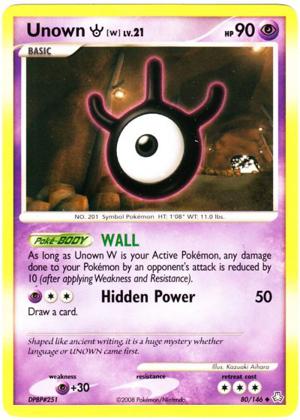 Unown [W] LV.21 HP 90
BASIC
NO. 201 Symbol Pokémon HT: 1'08" WT: 11.0 lbs.
Poké-BODY WALL
As long as Unown W is your Active Pokémon, any damage
done to your Pokémon by an opponent's attack is reduced by
10 (after applying Weakness and Resistance).
Hidden Power 50
Draw a card.
Shaped like ancient writing, it is a huge mystery whether
language or UNOWN came first.
Illus. Kazuaki Aihara
weakness resistance retreat cost
+30
DPBP#251 ©2008 Pokémon 80/146